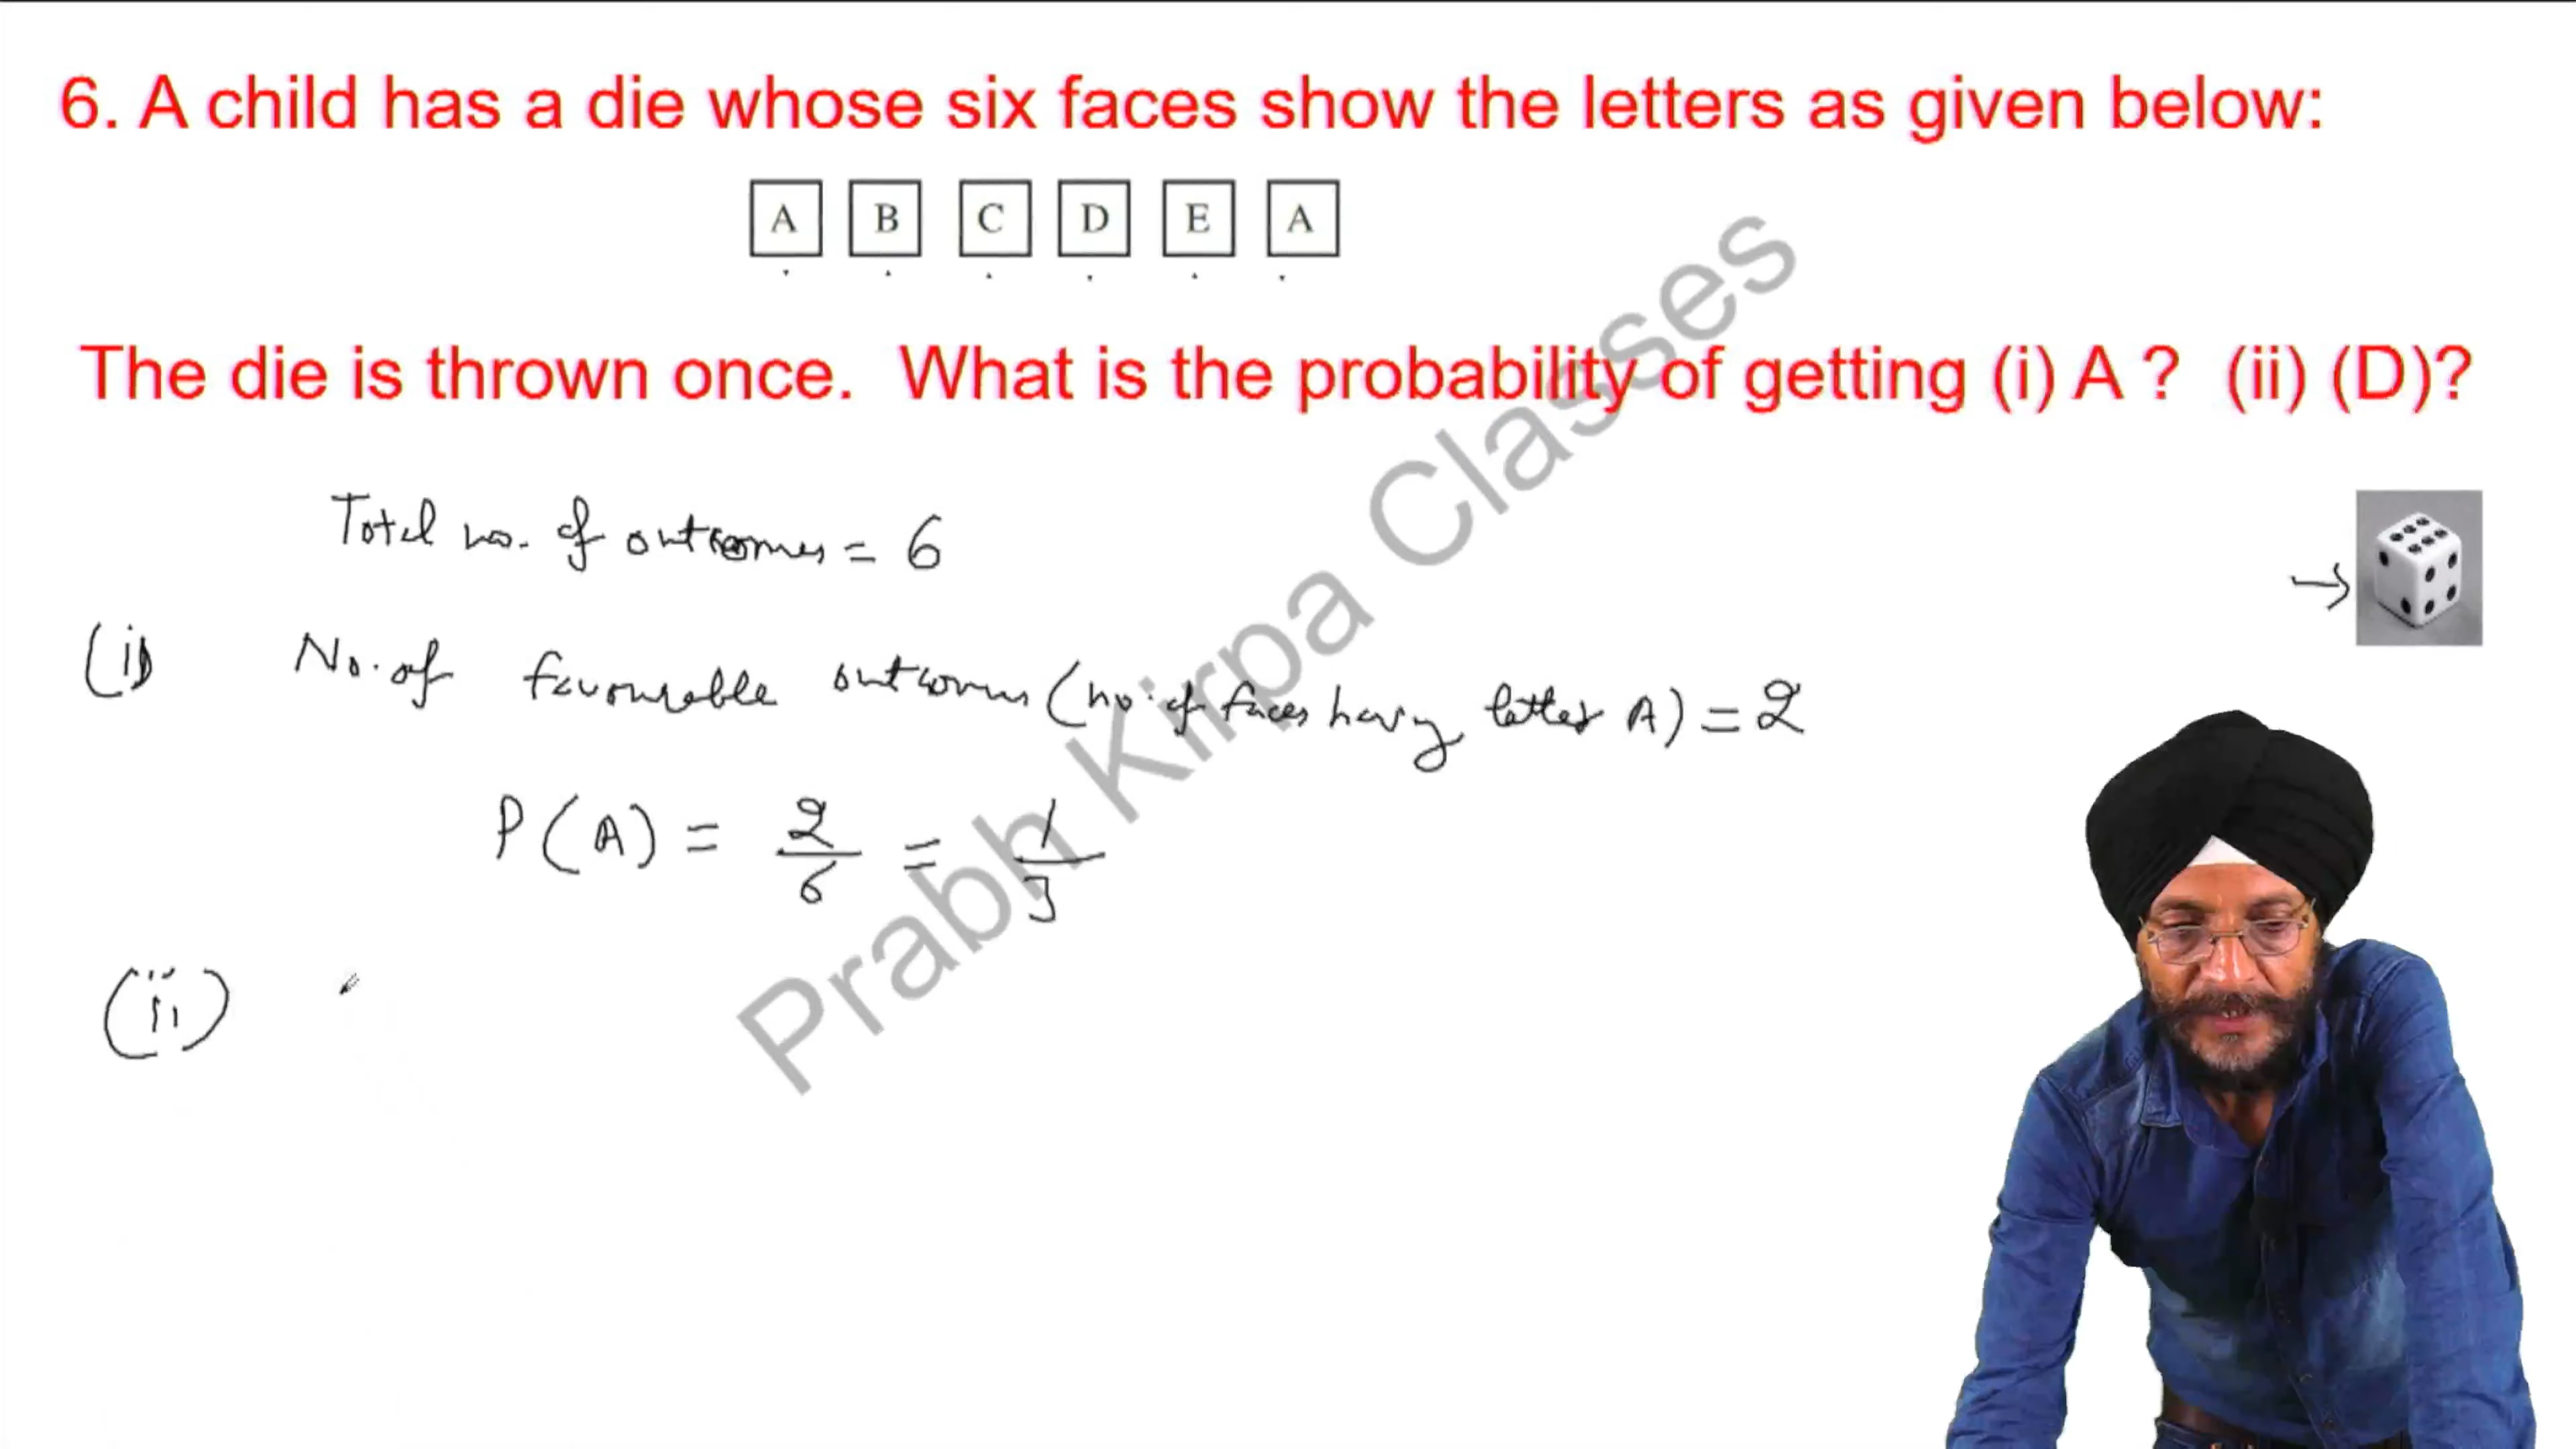 6. A child has a die whose six faces show the letters as given below:
A B C D E A
The die is thrown once. What is the probability of getting (i) A ? (ii) (D)?
Total no. of outcomes = 6
(i) No. of favourable outcomes (no. of faces having letter A) = 2
P(A) = 2/6 = 1/3
(ii)
Prabh Kirpa Classes